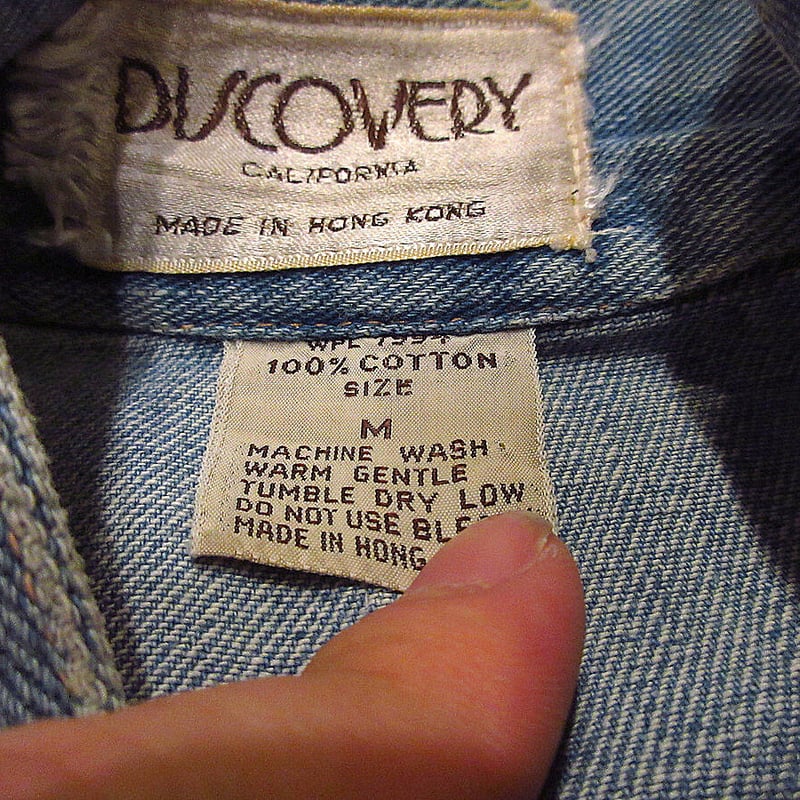 DISCOVERY
CALIFORNIA
MADE IN HONG KONG
WPL
100% COTTON
SIZE
M
MACHINE WASH
WARM GENTLE
TUMBLE DRY LOW
DO NOT USE
MADE IN HONG